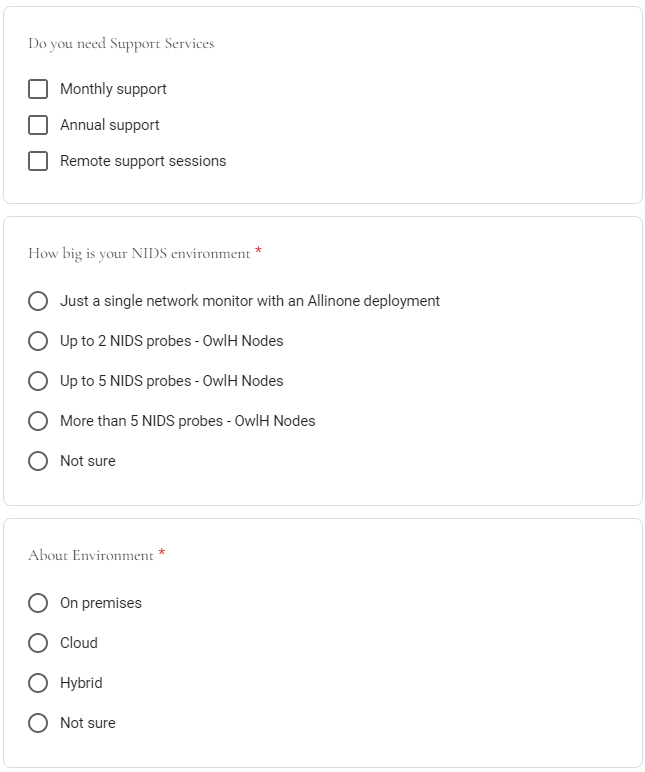 Do you need Support Services
Monthly support
Annual support
Remote support sessions
How big is your NIDS environment *
Just a single network monitor with an Allinone deployment
Up to 2 NIDS probes - OwlH Nodes
Up to 5 NIDS probes - OwlH Nodes
More than 5 NIDS probes - OwlH Nodes
Not sure
About Environment *
On premises
Cloud
Hybrid
Not sure